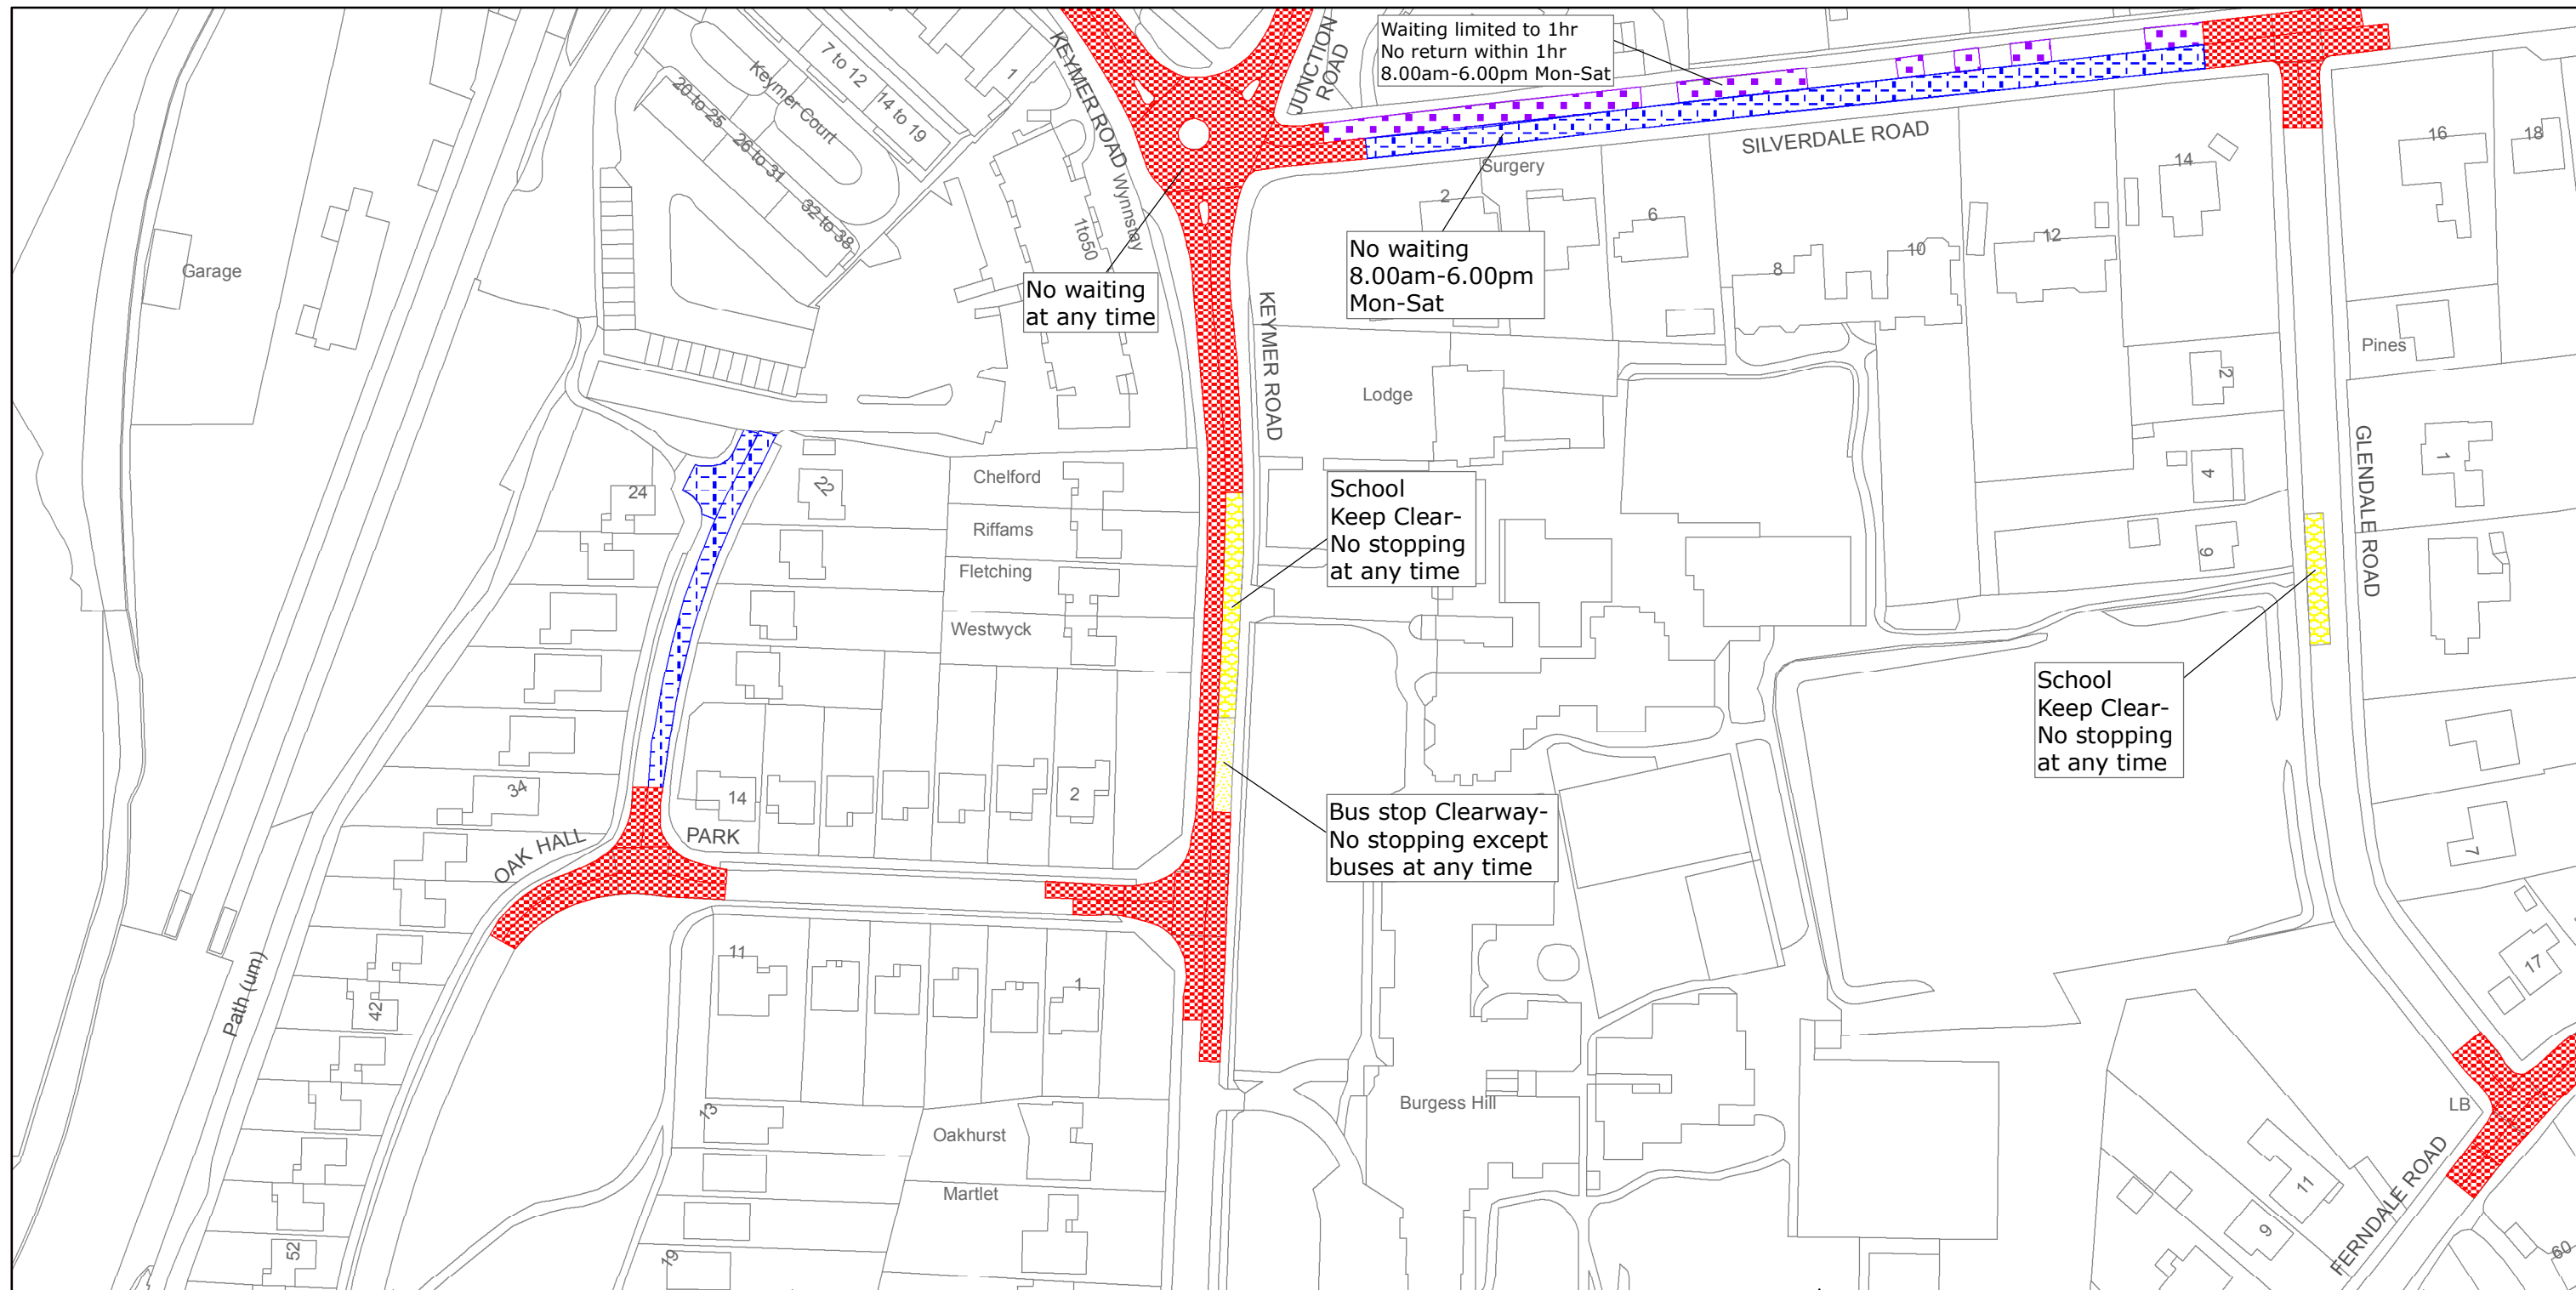 KEYMER ROAD
JUNCTION
ROAD
Waiting limited to 1hr
No return within 1hr
8.00am-6.00pm Mon-Sat
7 to 12
14 to 19
Keymer Court
20 to 25
26 to 31
32 to 38
1
Wynnstay
1to50
Garage
No waiting
at any time
SILVERDALE ROAD
Surgery
2
6
8
10
12
14
16
18
No waiting
8.00am-6.00pm
Mon-Sat
KEYMER ROAD
Lodge
Pines
2
4
6
1
GLENDALE ROAD
24
22
Chelford
Riffams
Fletching
Westwyck
School
Keep Clear-
No stopping
at any time
School
Keep Clear-
No stopping
at any time
34
14
2
OAK HALL
PARK
Bus stop Clearway-
No stopping except
buses at any time
7
17
11
1
42
Path (um)
13
Oakhurst
Martlet
19
52
Burgess Hill
LB
FERNDALE ROAD
11
9
60